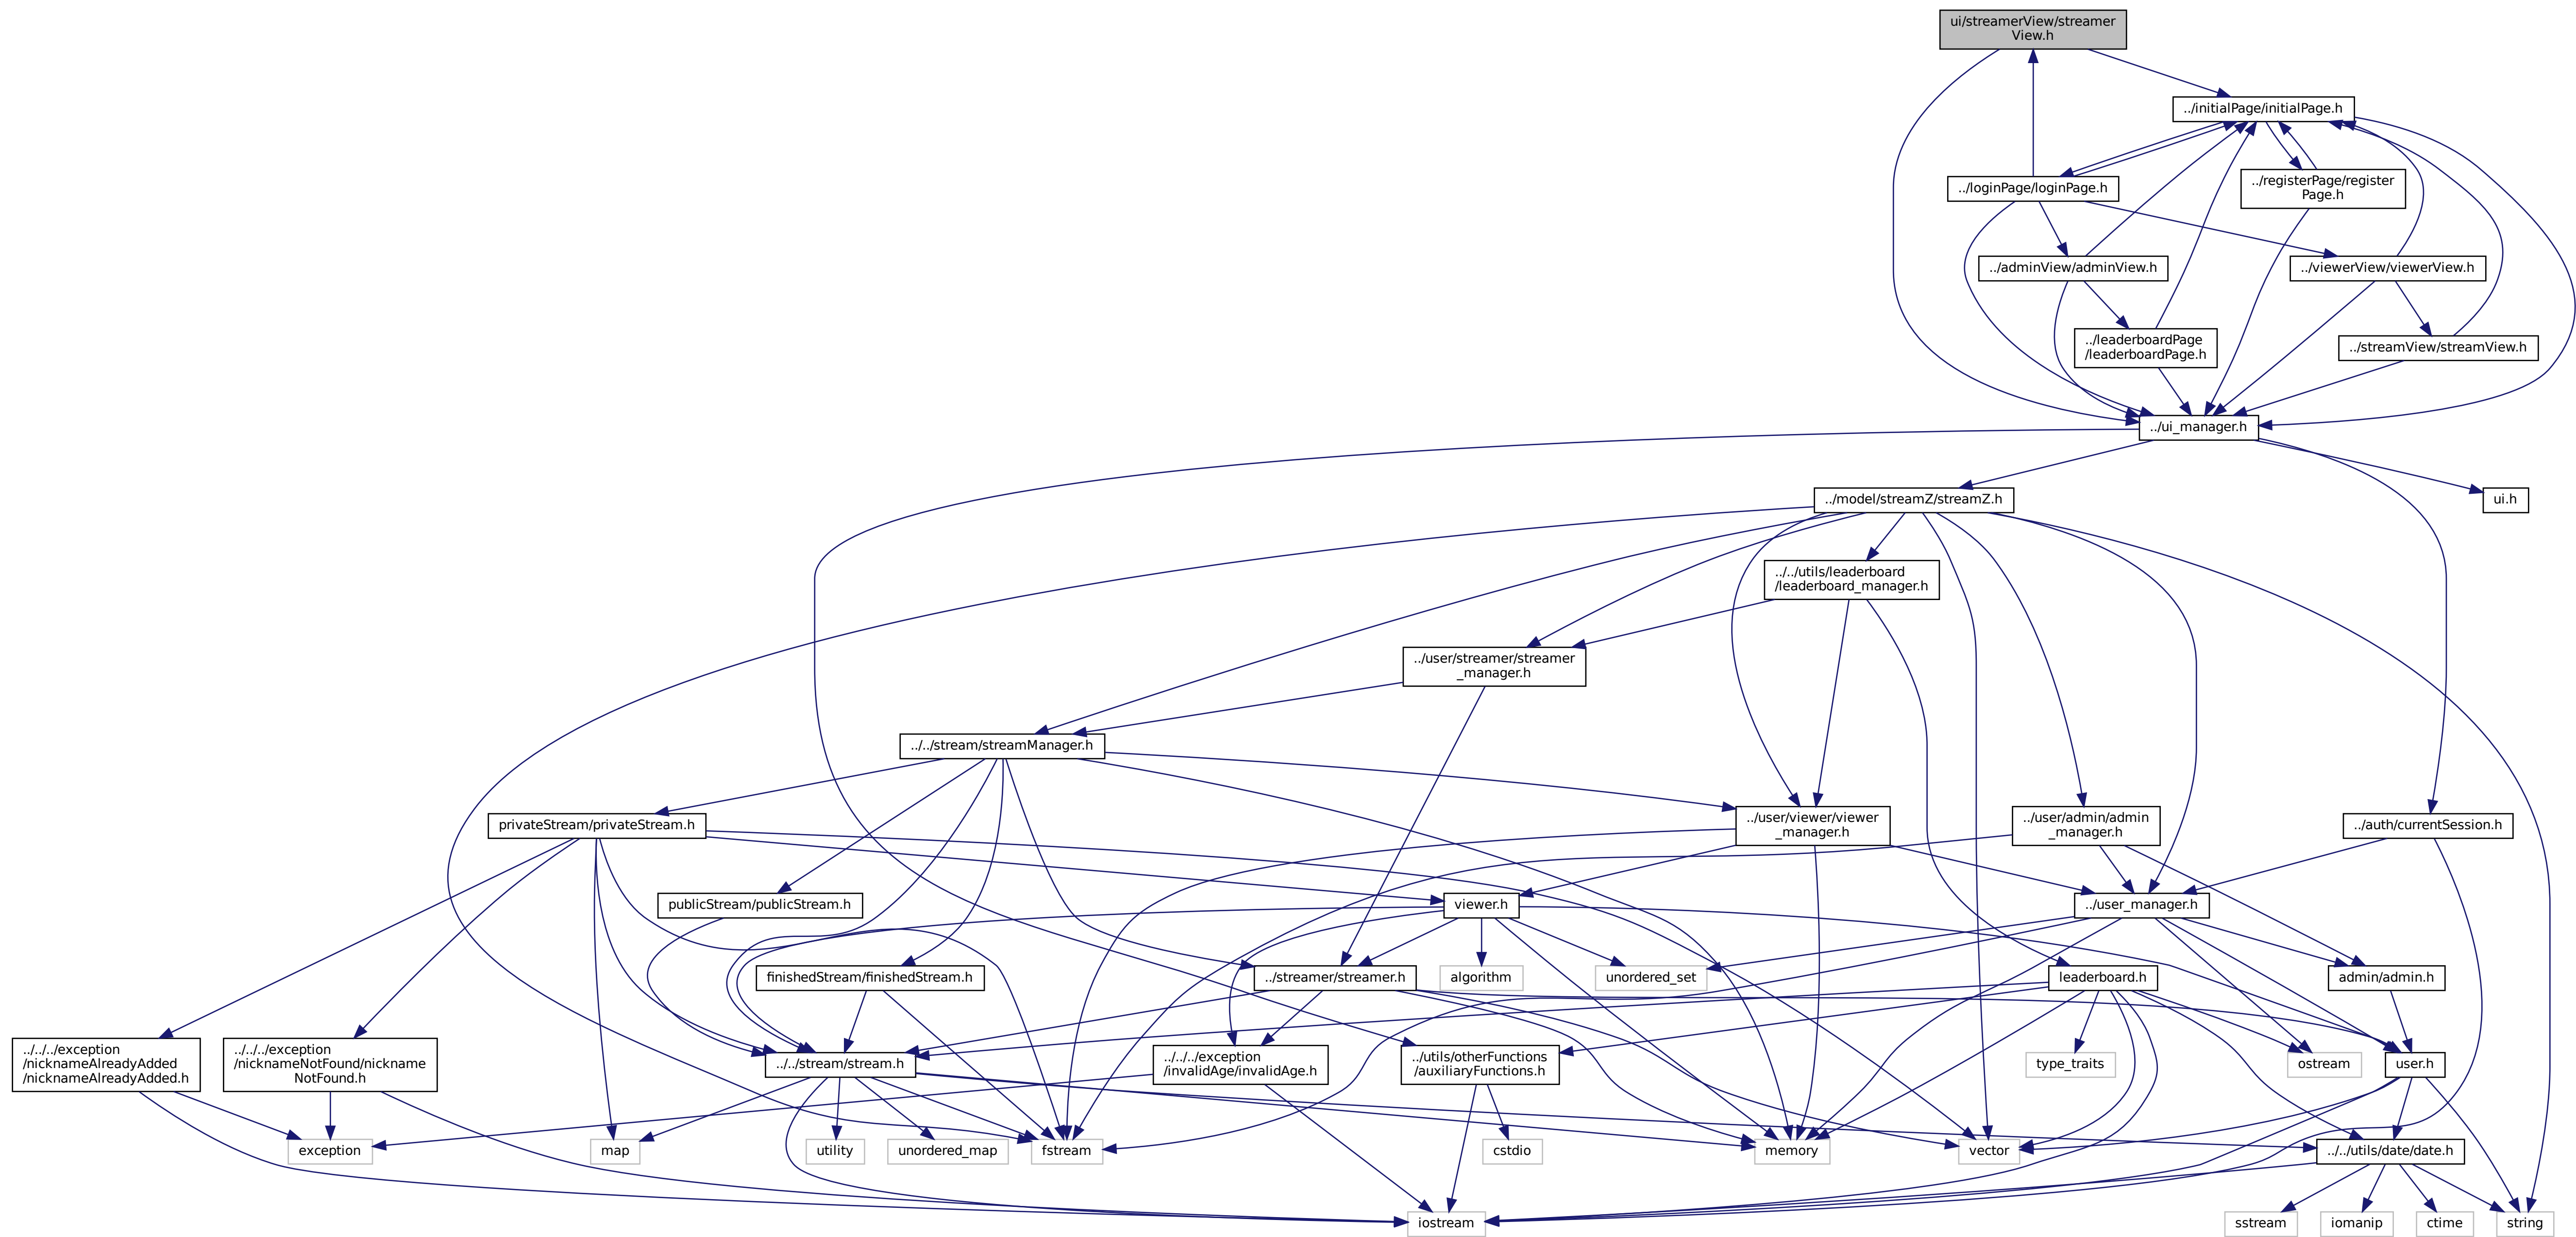 ui/streamerView/streamer
View.h
../initialPage/initialPage.h
../loginPage/loginPage.h
../registerPage/register
Page.h
../adminView/adminView.h
../viewerView/viewerView.h
../leaderboardPage
/leaderboardPage.h
../streamView/streamView.h
../ui_manager.h
../model/streamZ/streamZ.h
ui.h
../../utils/leaderboard
/leaderboard_manager.h
../user/streamer/streamer
_manager.h
../../stream/streamManager.h
privateStream/privateStream.h
../user/viewer/viewer
_manager.h
../user/admin/admin
_manager.h
../auth/currentSession.h
publicStream/publicStream.h
viewer.h
../user_manager.h
finishedStream/finishedStream.h
../streamer/streamer.h
algorithm
unordered_set
leaderboard.h
admin/admin.h
../../../exception
/nicknameAlreadyAdded
/nicknameAlreadyAdded.h
../../../exception
/nicknameNotFound/nickname
NotFound.h
../../stream/stream.h
../../../exception
/invalidAge/invalidAge.h
../utils/otherFunctions
/auxiliaryFunctions.h
type_traits
ostream
user.h
exception
map
utility
unordered_map
fstream
cstdio
memory
vector
../../utils/date/date.h
iostream
sstream
iomanip
ctime
string